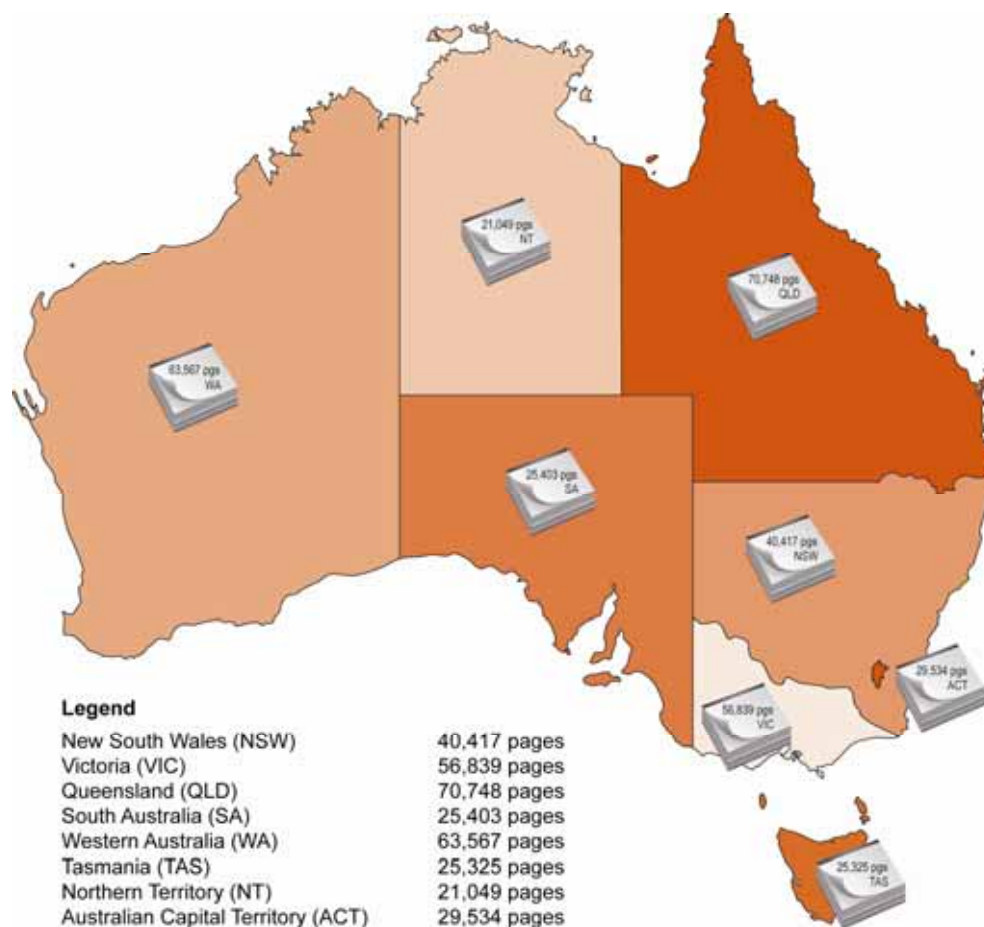 21,049 pgs
NT
70,748 pgs
QLD
63,567 pgs
WA
25,403 pgs
SA
40,417 pgs
NSW
29,534 pgs
ACT
56,839 pgs
VIC
25,325 pgs
TAS
Legend
New South Wales (NSW) 40,417 pages
Victoria (VIC) 56,839 pages
Queensland (QLD) 70,748 pages
South Australia (SA) 25,403 pages
Western Australia (WA) 63,567 pages
Tasmania (TAS) 25,325 pages
Northern Territory (NT) 21,049 pages
Australian Capital Territory (ACT) 29,534 pages